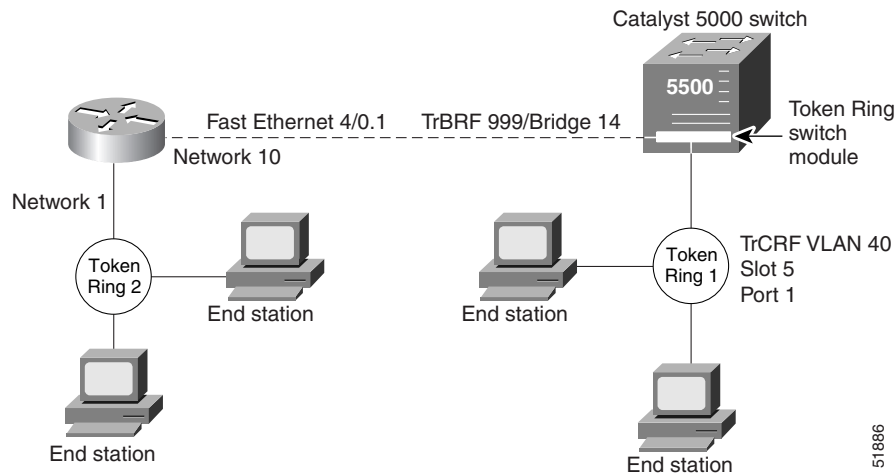 Catalyst 5000 switch
5500
Fast Ethernet 4/0.1
TrBRF 999/Bridge 14
Token Ring
switch
module
Network 10
Network 1
Token
Ring 2
End station
End station
Token
Ring 1
TrCRF VLAN 40
Slot 5
Port 1
End station
End station
51886